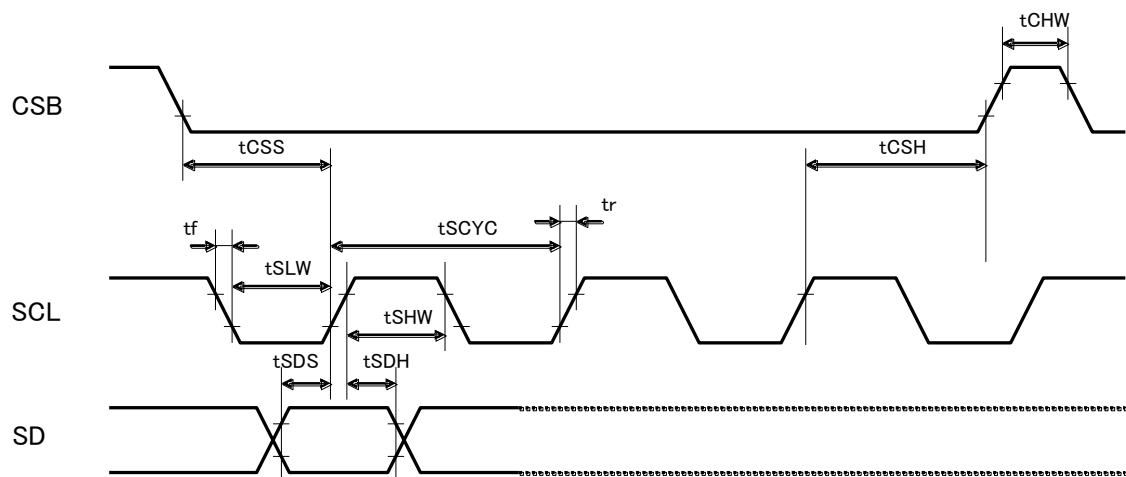 tCHW
CSB
tCSS
tCSH
tf
tSCYC
tr
tSLW
SCL
tSHW
tSDS
tSDH
SD